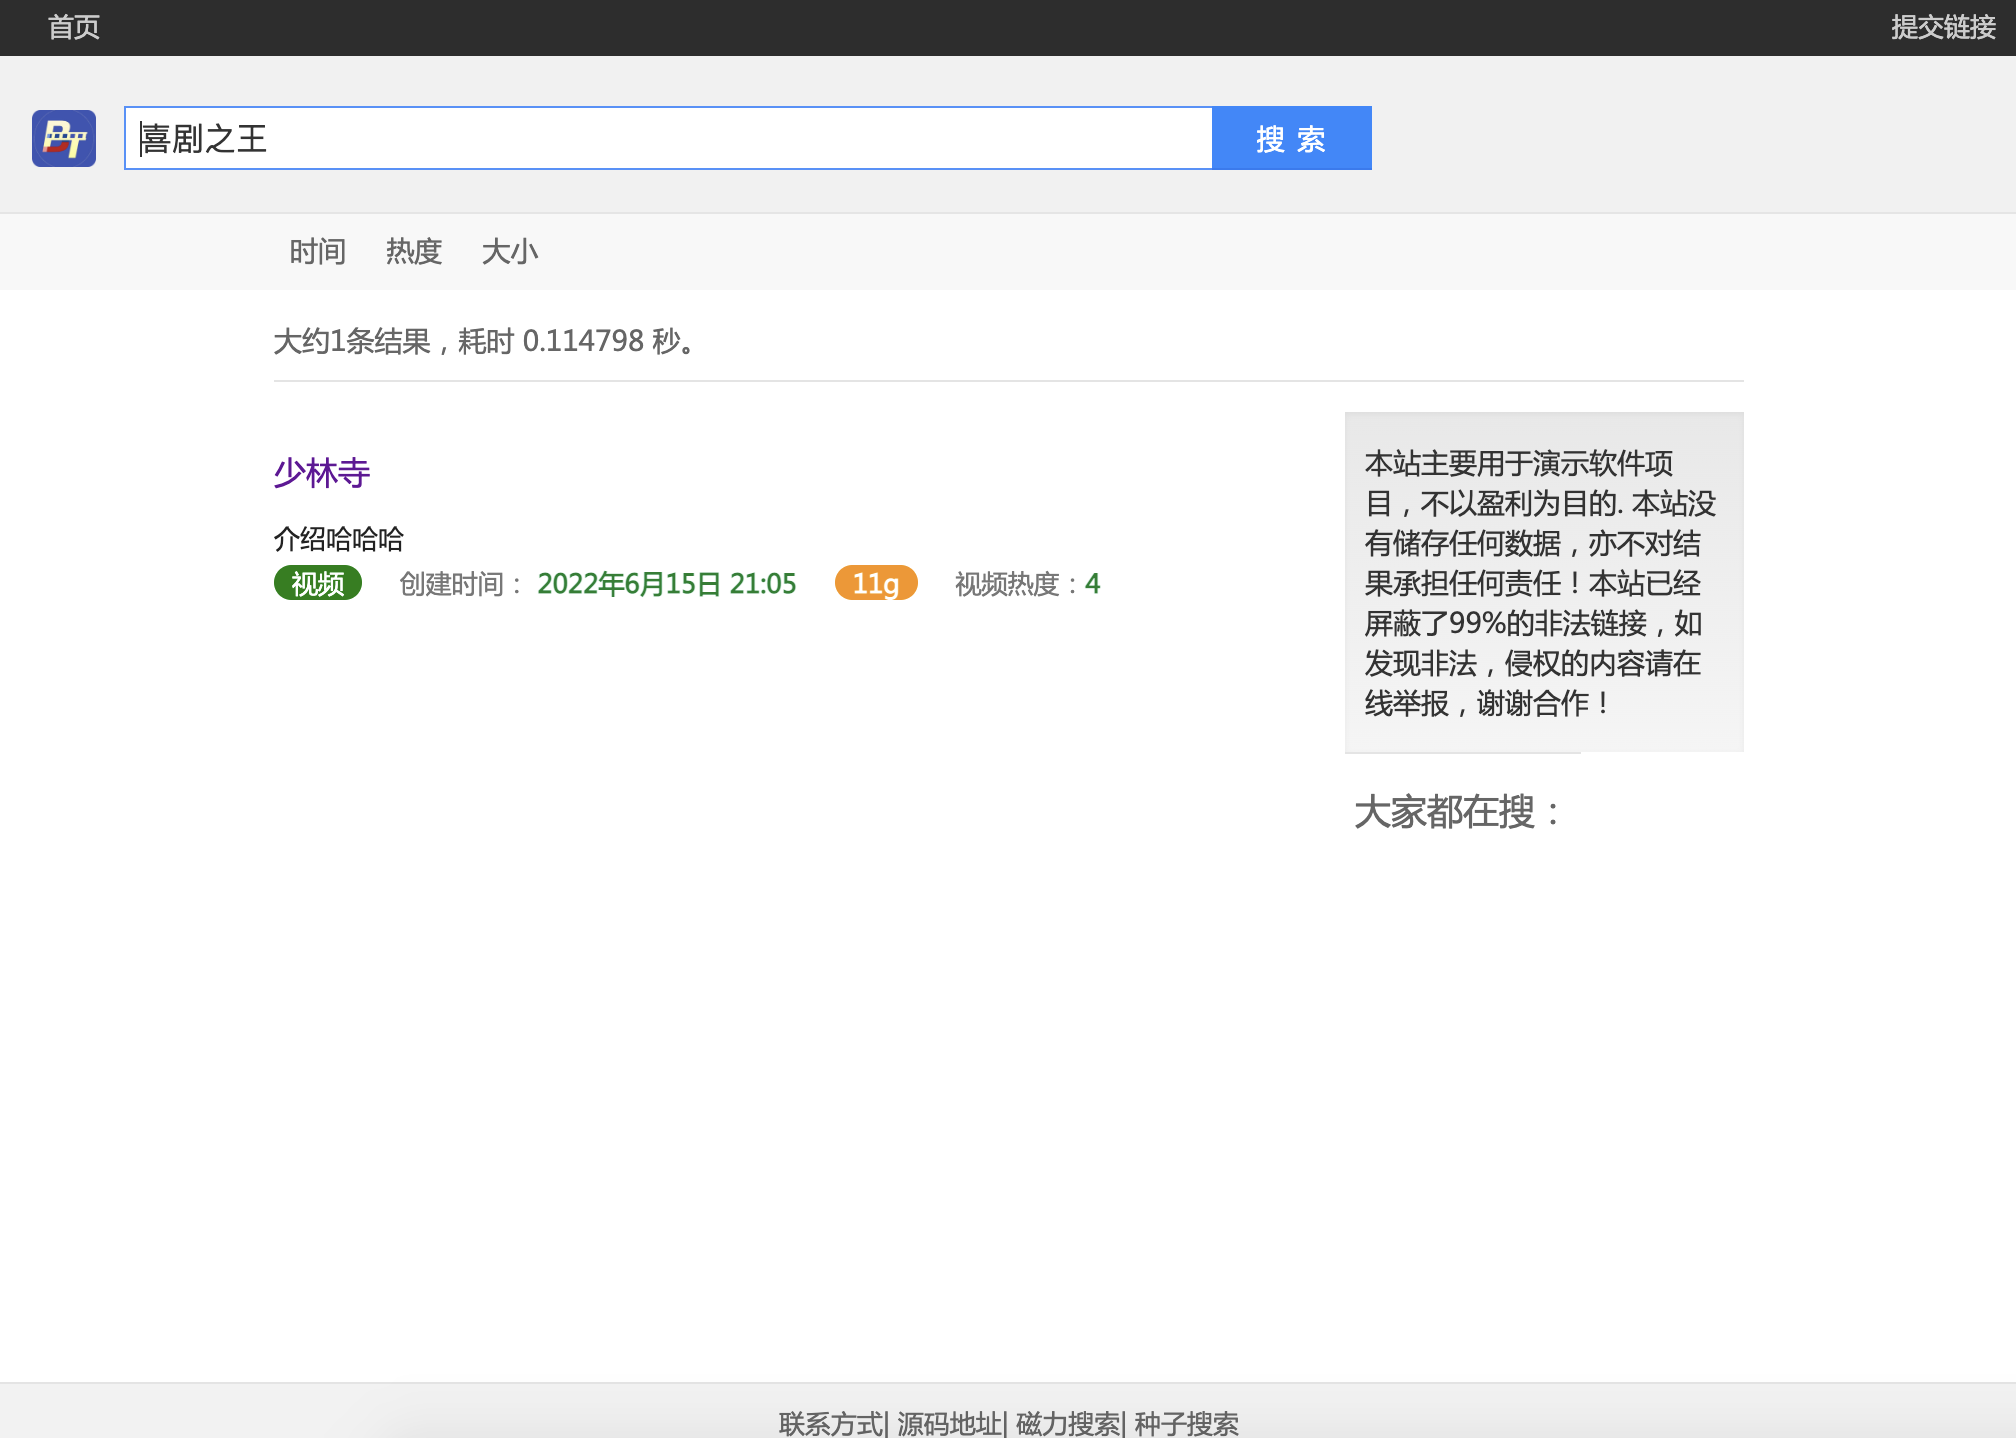 首页
提交链接
BT
喜剧之王
搜 索
时间 热度 大小
大约1条结果，耗时 0.114798 秒。
少林寺
介绍哈哈哈
视频 创建时间： 2022年6月15日 21:05 11g 视频热度：4
本站主要用于演示软件项
目，不以盈利为目的. 本站没
有储存任何数据，亦不对结
果承担任何责任！本站已经
屏蔽了99%的非法链接，如
发现非法，侵权的内容请在
线举报，谢谢合作！
大家都在搜：
联系方式| 源码地址| 磁力搜索| 种子搜索